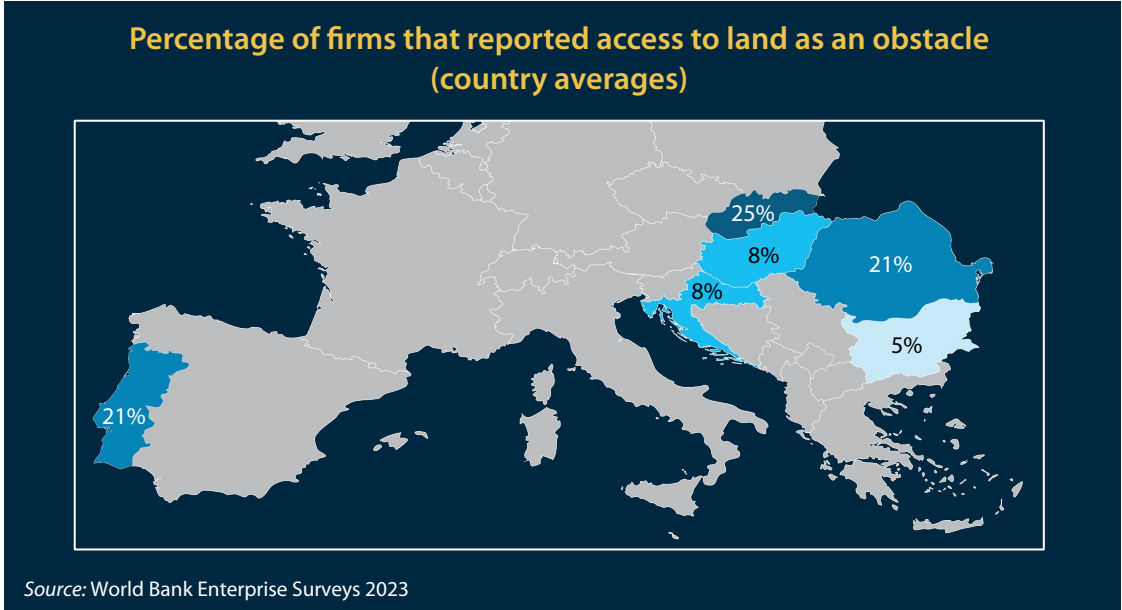 Percentage of firms that reported access to land as an obstacle
(country averages)
25%
8%
21%
8%
5%
21%
Source: World Bank Enterprise Surveys 2023